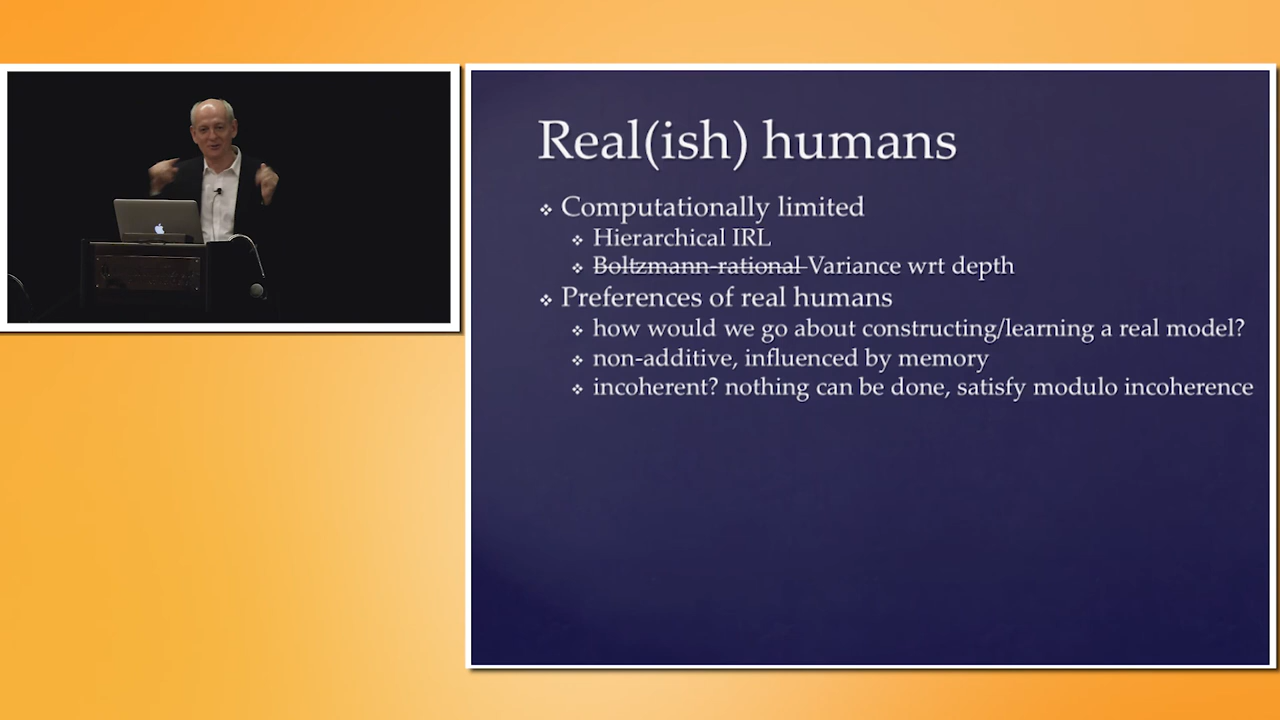 Real(ish) humans
Computationally limited
Hierarchical IRL
Boltzmann-rational Variance wrt depth
Preferences of real humans
how would we go about constructing/learning a real model?
non-additive, influenced by memory
incoherent? nothing can be done, satisfy modulo incoherence